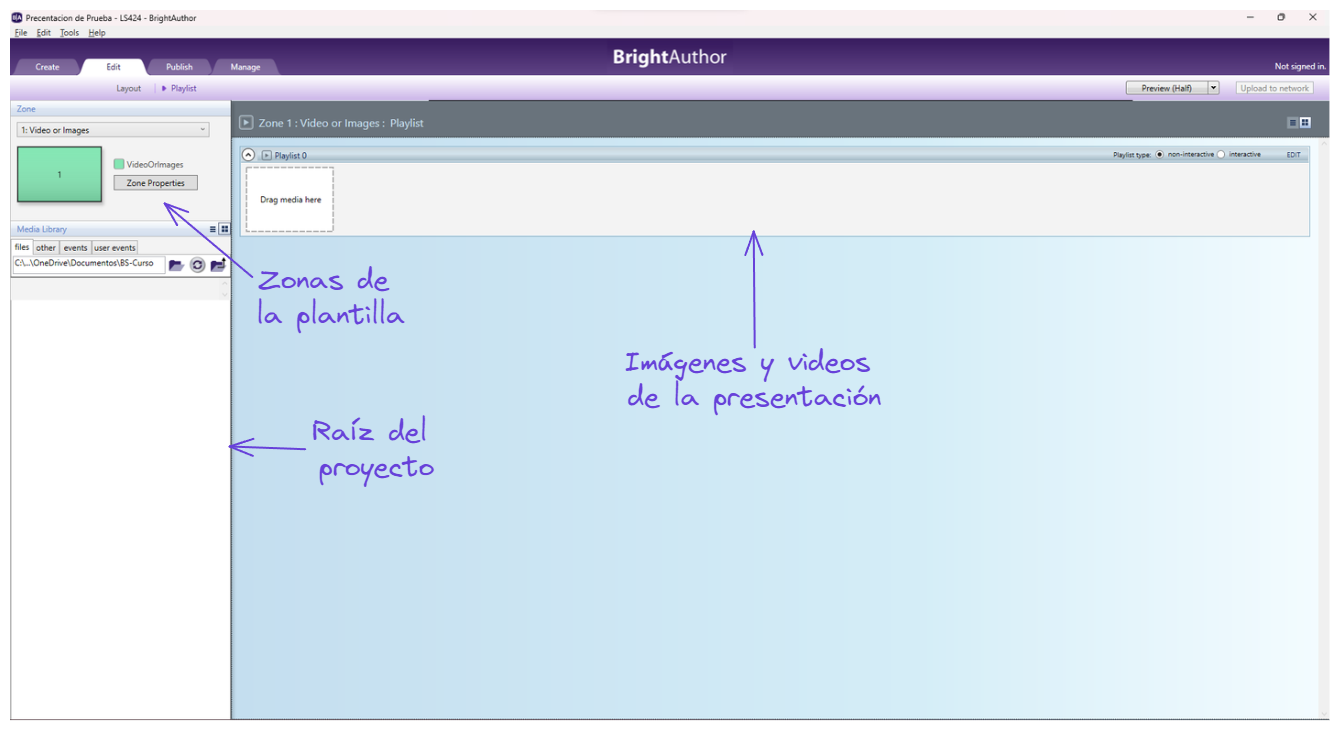 Precentacion de Prueba - LS424 - BrightAuthor
File Edit Tools Help
BrightAuthor
Create Edit Publish Manage
Not signed in.
Layout Playlist
Preview (Half) Upload to network
Zone
1: Video or Images
1
VideoOrImages
Zone Properties
Zone 1 : Video or Images : Playlist
Playlist 0
Playlist type: non-interactive interactive EDIT
Drag media here
Media Library
files other events user events
C:\...\OneDrive\Documentos\BS-Curso
Zonas de
la plantilla
Imágenes y videos
de la presentación
Raíz del
proyecto